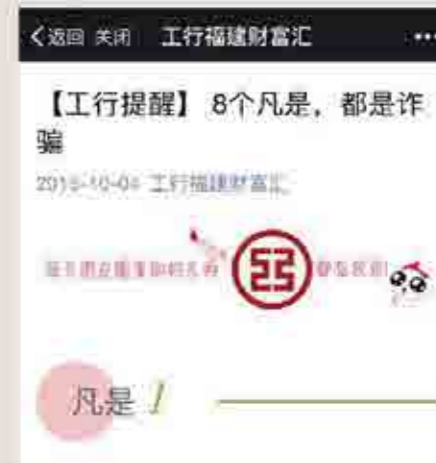 返回 关闭 工行福建财富汇
【工行提醒】 8个凡是，都是诈
骗
工行福建财富汇
凡是 1